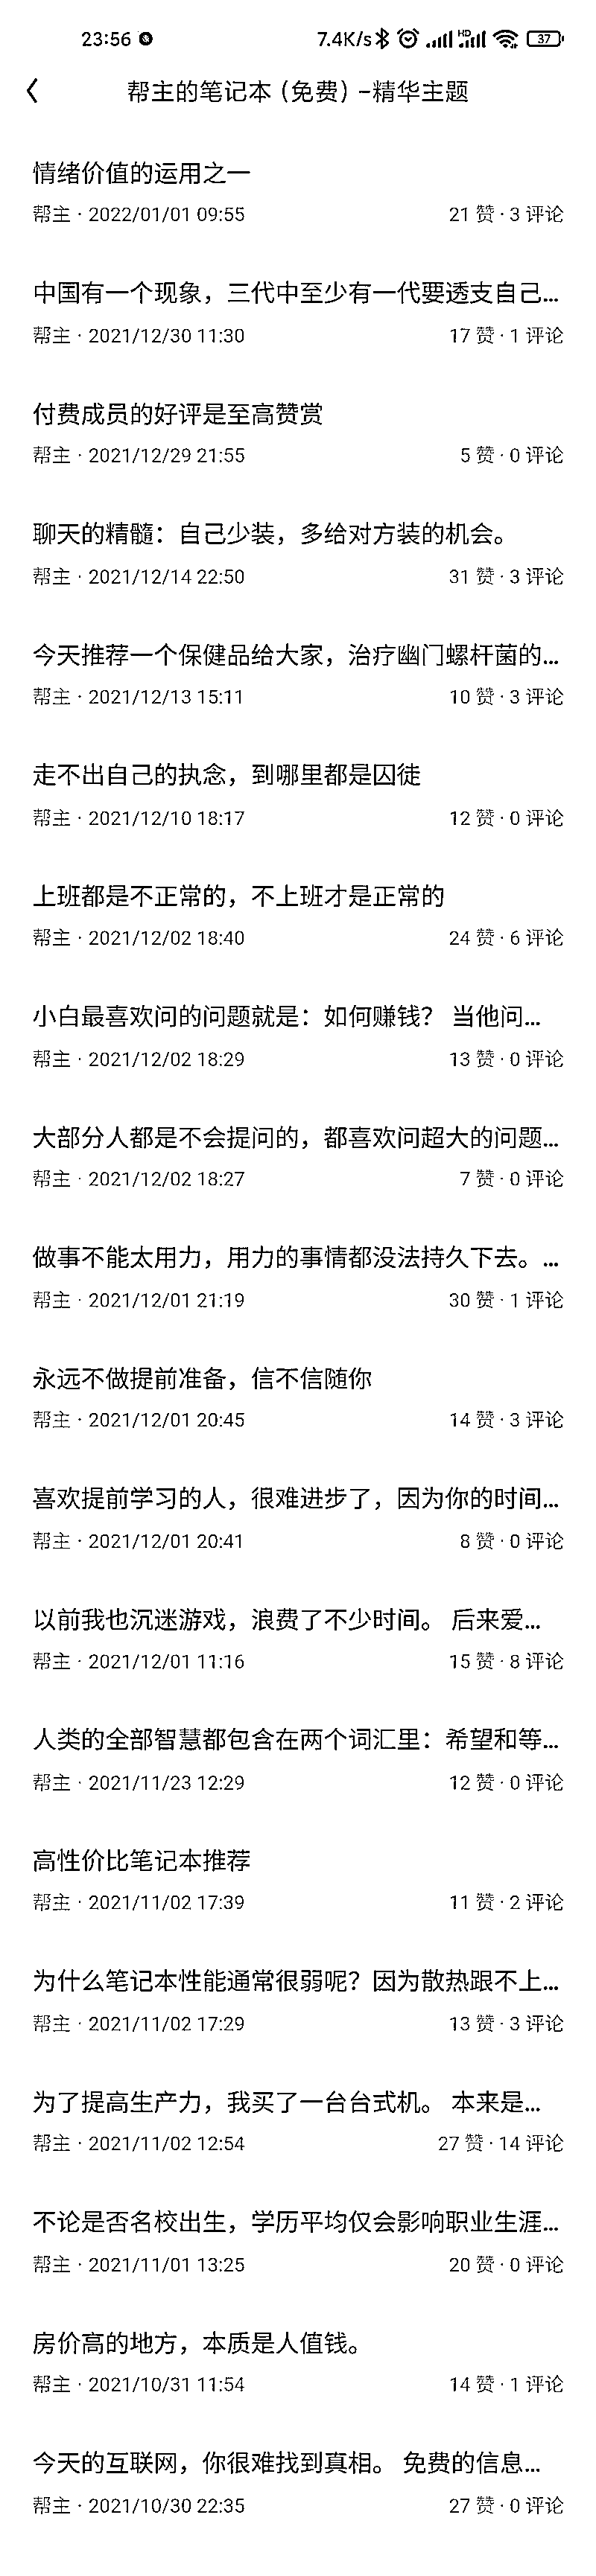 23:56 7.4K/s HD 37
帮主的笔记本（免费）-精华主题
情绪价值的运用之一
帮主 · 2022/01/01 09:55 21 赞 · 3 评论
中国有一个现象，三代中至少有一代要透支自己...
帮主 · 2021/12/30 11:30 17 赞 · 1 评论
付费成员的好评是至高赞赏
帮主 · 2021/12/29 21:55 5 赞 · 0 评论
聊天的精髓：自己少装，多给对方装的机会。
帮主 · 2021/12/14 22:50 31 赞 · 3 评论
今天推荐一个保健品给大家，治疗幽门螺杆菌的...
帮主 · 2021/12/13 15:11 10 赞 · 3 评论
走不出自己的执念，到哪里都是囚徒
帮主 · 2021/12/10 18:17 12 赞 · 0 评论
上班都是不正常的，不上班才是正常的
帮主 · 2021/12/02 18:40 24 赞 · 6 评论
小白最喜欢问的问题就是：如何赚钱？ 当他问...
帮主 · 2021/12/02 18:29 13 赞 · 0 评论
大部分人都是不会提问的，都喜欢问超大的问题...
帮主 · 2021/12/02 18:27 7 赞 · 0 评论
做事不能太用力，用力的事情都没法持久下去。...
帮主 · 2021/12/01 21:19 30 赞 · 1 评论
永远不做提前准备，信不信随你
帮主 · 2021/12/01 20:45 14 赞 · 3 评论
喜欢提前学习的人，很难进步了，因为你的时间...
帮主 · 2021/12/01 20:41 8 赞 · 0 评论
以前我也沉迷游戏，浪费了不少时间。 后来爱...
帮主 · 2021/12/01 11:16 15 赞 · 8 评论
人类的全部智慧都包含在两个词汇里：希望和等...
帮主 · 2021/11/23 12:29 12 赞 · 0 评论
高性价比笔记本推荐
帮主 · 2021/11/02 17:39 11 赞 · 2 评论
为什么笔记本性能通常很弱呢？因为散热跟不上...
帮主 · 2021/11/02 17:29 13 赞 · 3 评论
为了提高生产力，我买了一台台式机。 本来是...
帮主 · 2021/11/02 12:54 27 赞 · 14 评论
不论是否名校出生，学历平均仅会影响职业生涯...
帮主 · 2021/11/01 13:25 20 赞 · 0 评论
房价高的地方，本质是人值钱。
帮主 · 2021/10/31 11:54 14 赞 · 1 评论
今天的互联网，你很难找到真相。 免费的信息...
帮主 · 2021/10/30 22:35 27 赞 · 0 评论